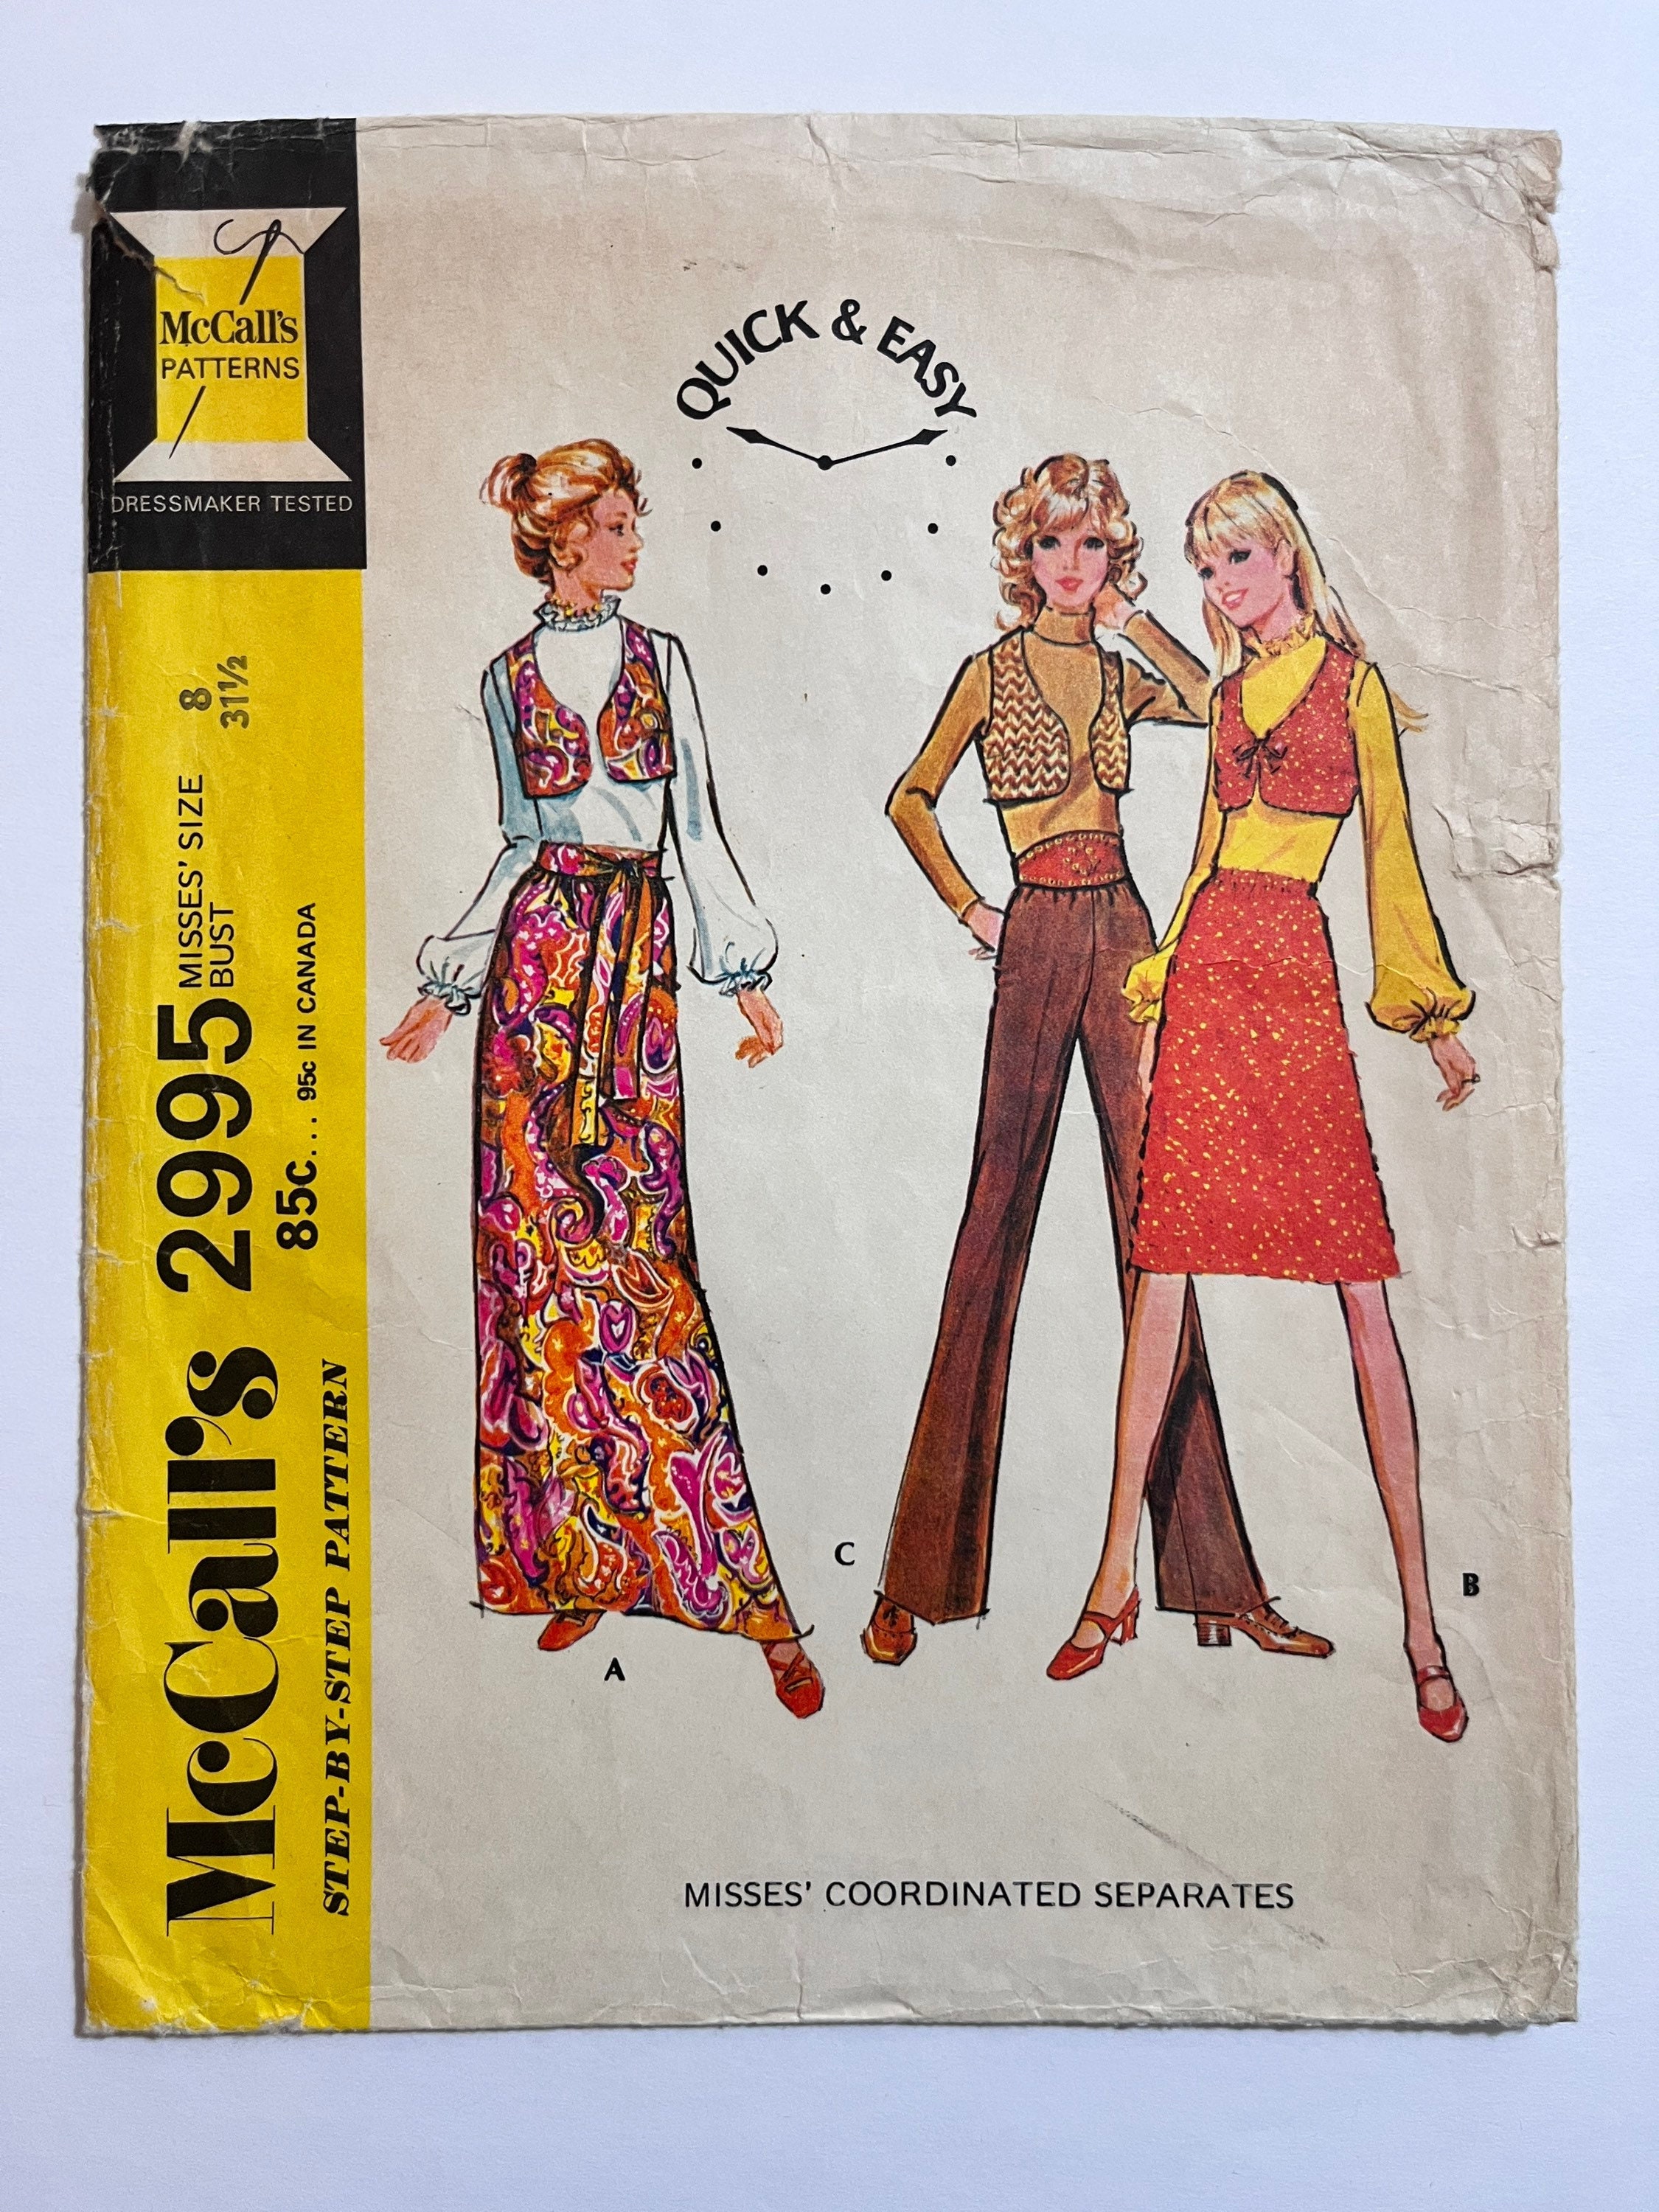 McCall's
PATTERNS
DRESSMAKER TESTED
QUICK & EASY
McCall's 2995
MISSES' SIZE 8
BUST 31½
85c... 95c IN CANADA
STEP-BY-STEP PATTERN
A
C
B
MISSES' COORDINATED SEPARATES